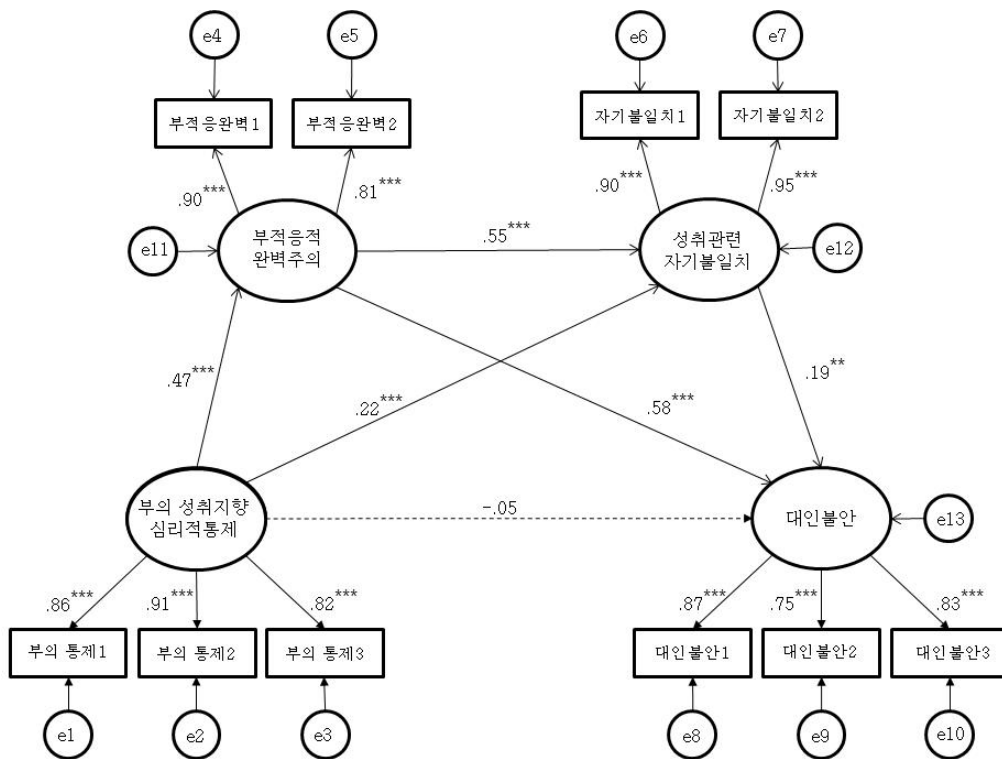 e4
e5
e6
e7
부적응완벽1
부적응완벽2
자기불일치1
자기불일치2
.90***
.81***
.90***
.95***
e11
부적응적
완벽주의
.55***
성취관련
자기불일치
e12
.47***
.22***
.58***
.19**
부의 성취지향
심리적통제
-.05
대인불안
e13
.86***
.91***
.82***
.87***
.75***
.83***
부의 통제1
부의 통제2
부의 통제3
대인불안1
대인불안2
대인불안3
e1
e2
e3
e8
e9
e10